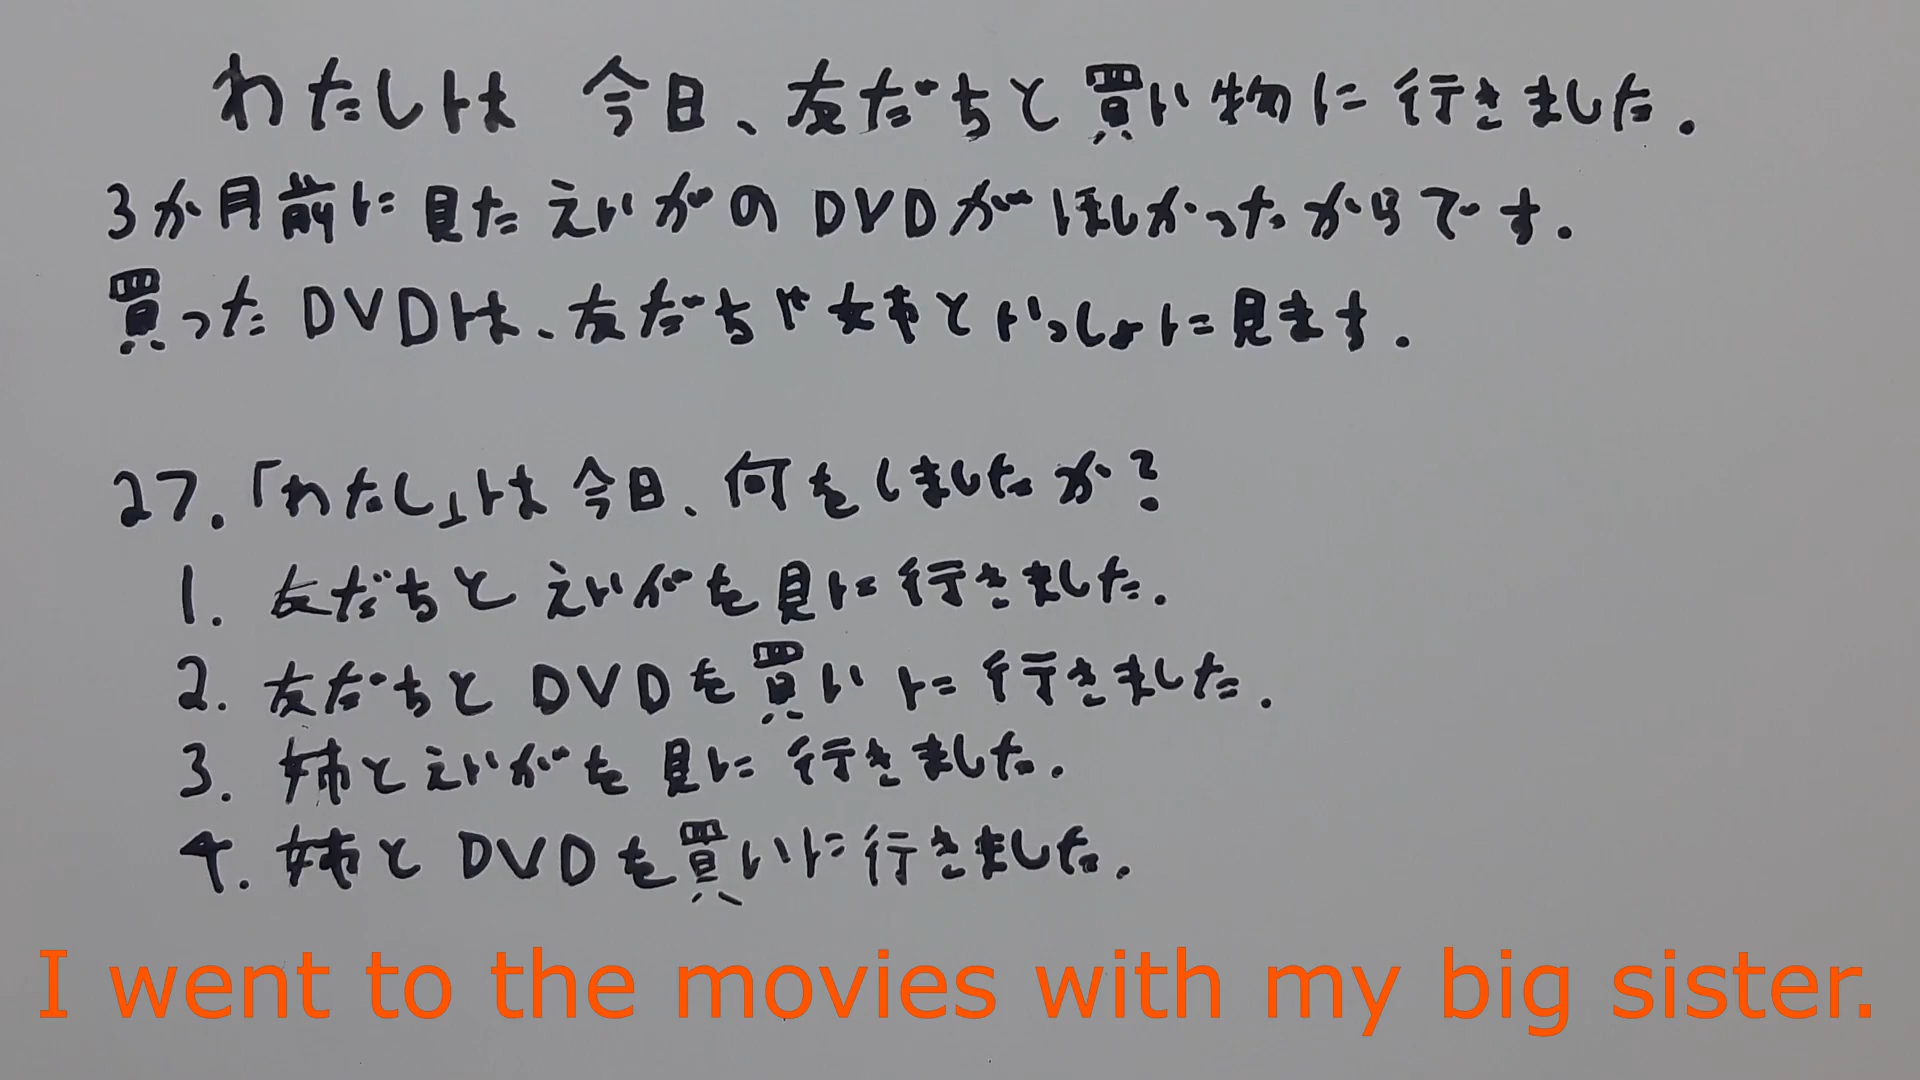 わたしは 今日、友だちと買い物に行きました.
3か月前に見たえいがのDVDがほしかったからです.
買ったDVDは、友だちや姉といっしょに見ます.
27.「わたし」は今日、何をしましたか?
1. 友だちと えいがを見に行きました.
2. 友だちと DVDを買いに行きました.
3. 姉とえいがを見に行きました.
4. 姉と DVDを買いに行きました.
I went to the movies with my big sister.